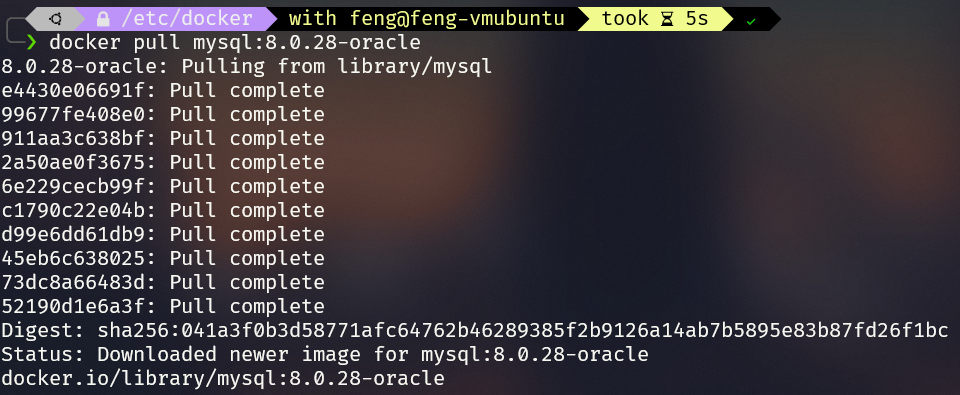 /etc/docker with feng@feng-vmubuntu took 5s ✓
❯ docker pull mysql:8.0.28-oracle
8.0.28-oracle: Pulling from library/mysql
e4430e06691f: Pull complete
99677fe408e0: Pull complete
911aa3c638bf: Pull complete
2a50ae0f3675: Pull complete
6e229cecb99f: Pull complete
c1790c22e04b: Pull complete
d99e6dd61db9: Pull complete
45eb6c638025: Pull complete
73dc8a66483d: Pull complete
52190d1e6a3f: Pull complete
Digest: sha256:041a3f0b3d58771afc64762b46289385f2b9126a14ab7b5895e83b87fd26f1bc
Status: Downloaded newer image for mysql:8.0.28-oracle
docker.io/library/mysql:8.0.28-oracle